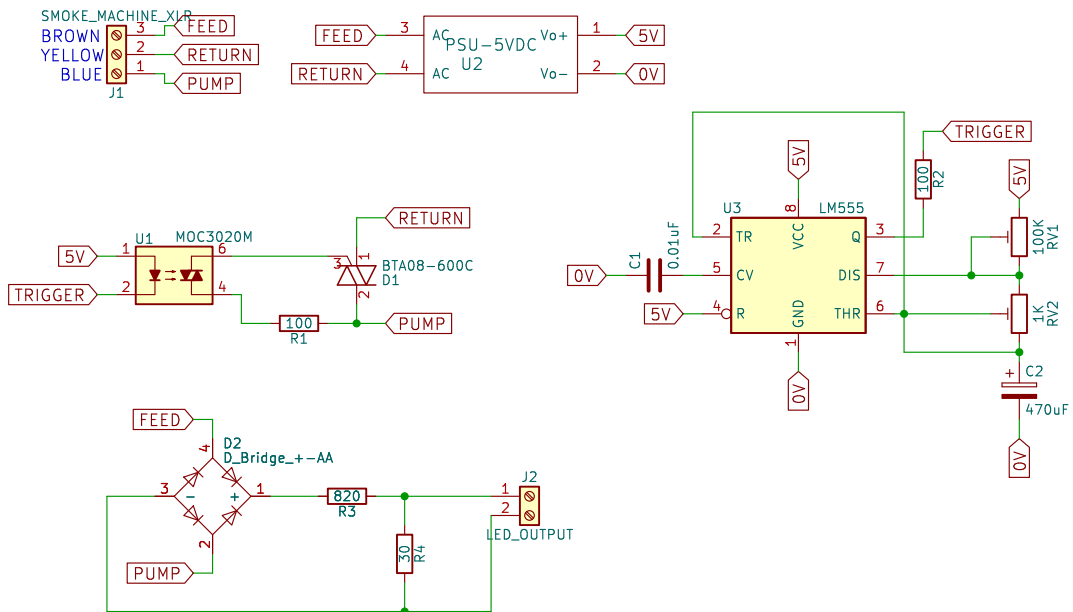 SMOKE_MACHINE_XLR
BROWN 3 FEED
YELLOW 2 RETURN
BLUE 1 PUMP
J1
FEED 3 AC PSU-5VDC Vo+ 1 5V
U2
RETURN 4 AC Vo- 2 0V
TRIGGER
5V
5V
100
R2
U3 8 LM555
VCC
2 TR Q 3
100K
RV1
C1
0.01uF
0V 5 CV DIS 7
5V 4 R GND THR 6
1K
RV2
1
0V
+ C2
470uF
0V
RETURN
U1 MOC3020M
5V 1 6
3 1
BTA08-600C
D1
TRIGGER 2 4 2
100
R1
PUMP
FEED
4
D2
D_Bridge_+-AA
3 - + 1
820
R3
2
PUMP
30
R4
J2
1
2
LED_OUTPUT